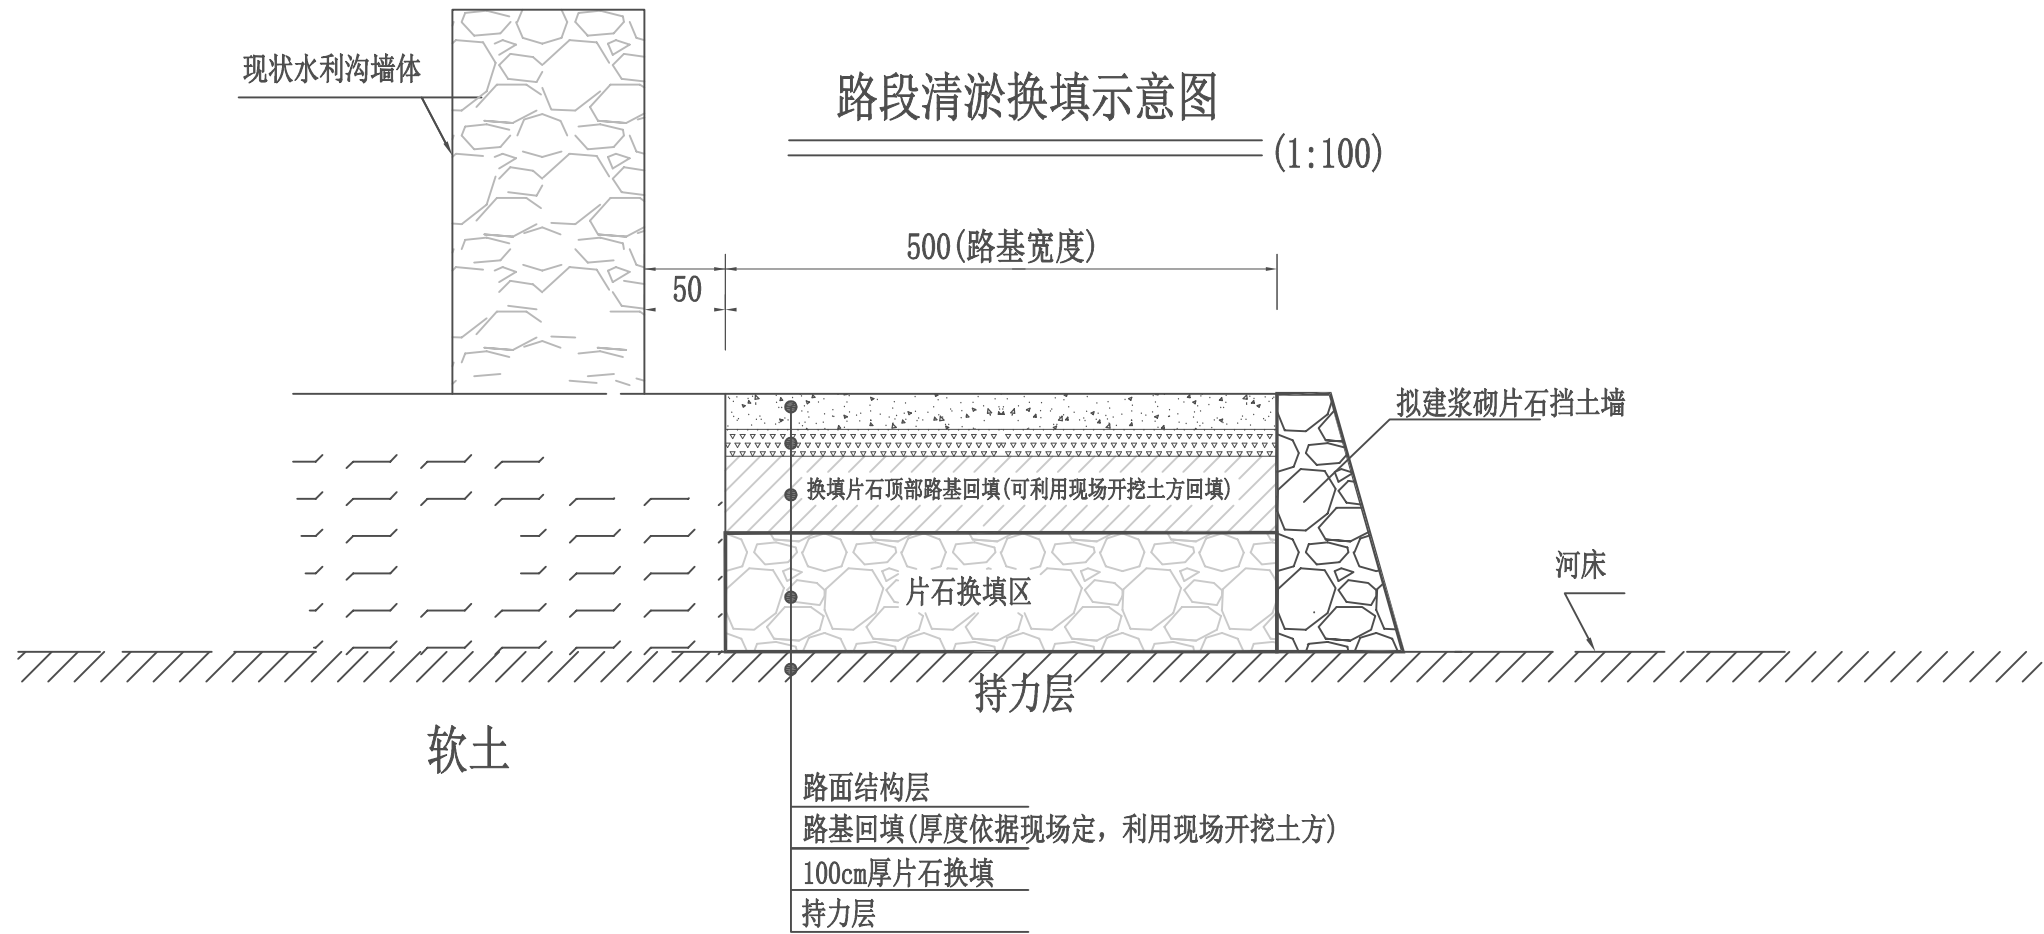 现状水利沟墙体
路段清淤换填示意图
(1:100)
500(路基宽度)
50
拟建浆砌片石挡土墙
换填片石顶部路基回填(可利用现场开挖土方回填)
片石换填区
河床
持力层
软土
路面结构层
路基回填(厚度依据现场定，利用现场开挖土方)
100cm厚片石换填
持力层